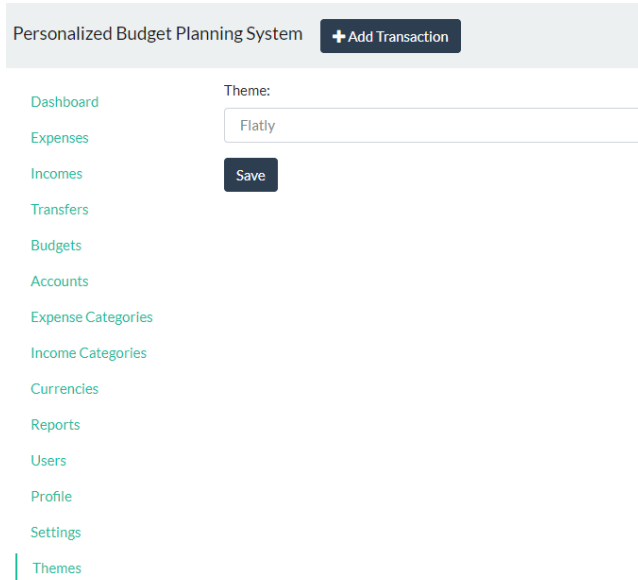 Personalized Budget Planning System
Add Transaction
Dashboard
Expenses
Incomes
Transfers
Budgets
Accounts
Expense Categories
Income Categories
Currencies
Reports
Users
Profile
Settings
Themes
Theme:
Flatly
Save